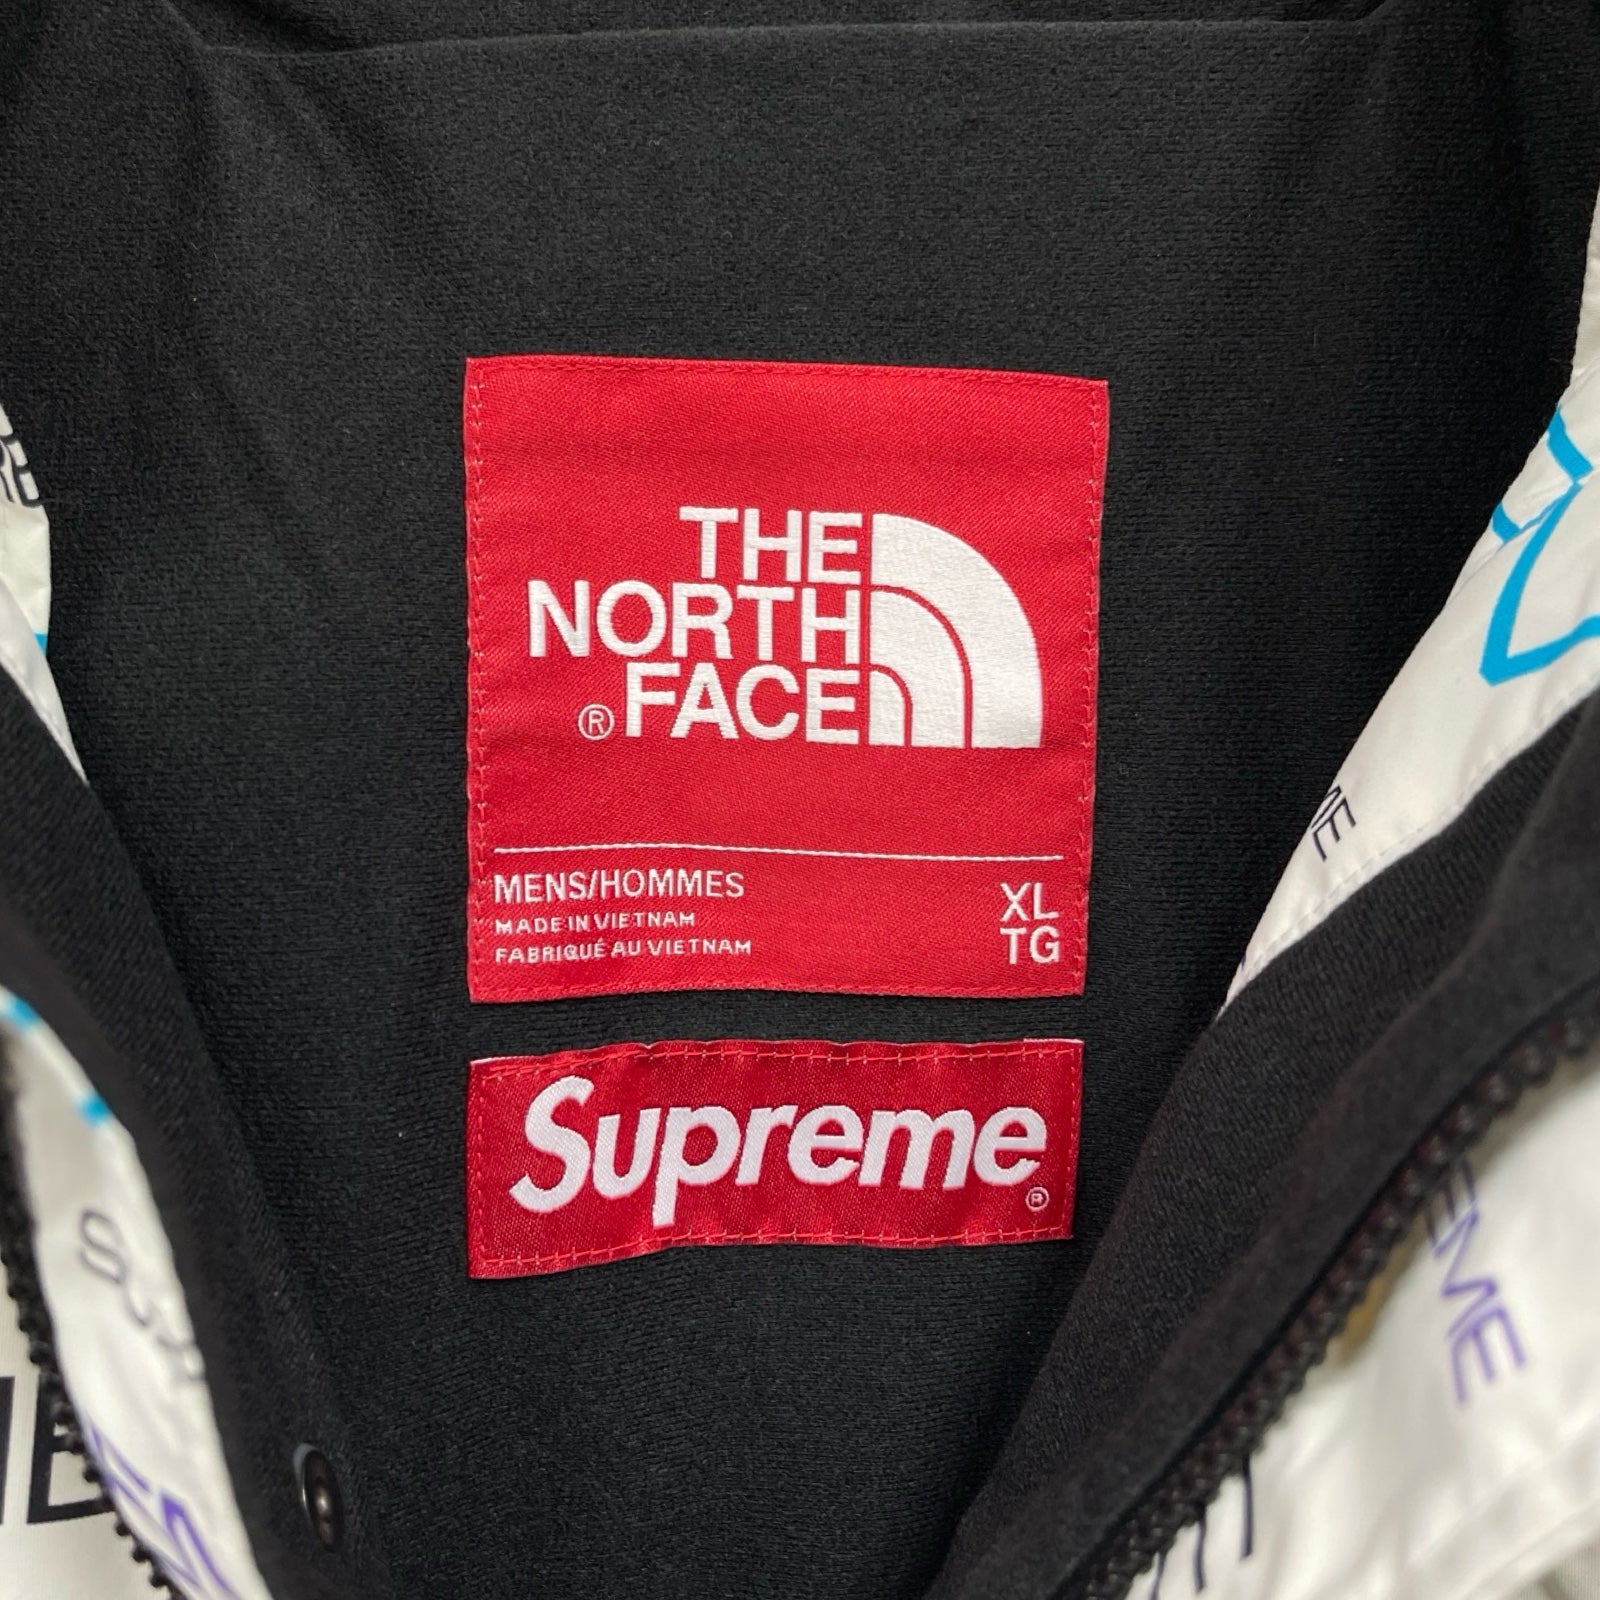 THE
NORTH
® FACE
MENS/HOMMES
MADE IN VIETNAM
FABRIQUÉ AU VIETNAM
XL
TG
Supreme®